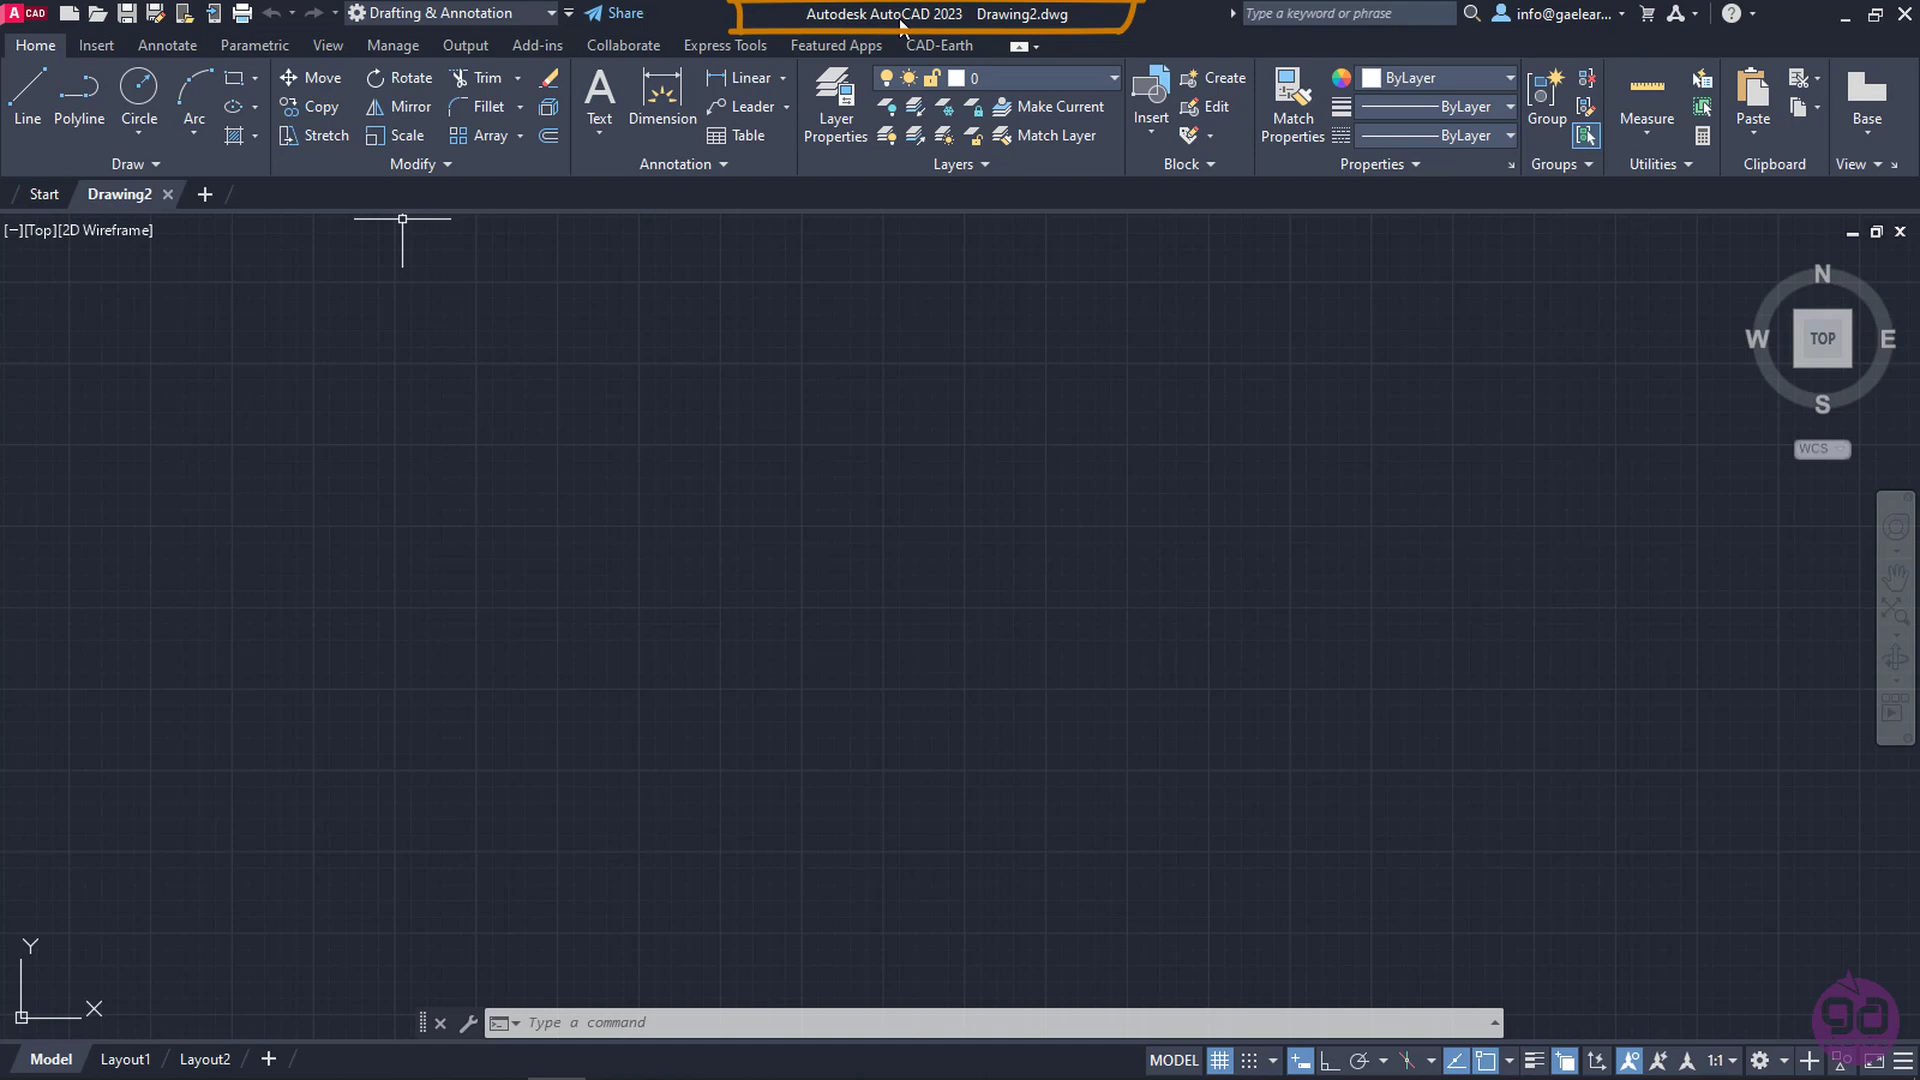 A CAD
Drafting & Annotation
Share
Autodesk AutoCAD 2023 Drawing2.dwg
Type a keyword or phrase
info@gaelear...
?
Home Insert Annotate Parametric View Manage Output Add-ins Collaborate Express Tools Featured Apps CAD-Earth
Line Polyline Circle Arc
Draw
Move Rotate Trim
Copy Mirror Fillet
Stretch Scale Array
Modify
Text Dimension
Linear
Leader
Table
Annotation
Layer Properties
0
Make Current
Match Layer
Layers
Insert
Create
Edit
Block
Match Properties
ByLayer
ByLayer
ByLayer
Properties
Group
Groups
Measure
Utilities
Paste
Clipboard
Base
View
Start Drawing2
[−][Top][2D Wireframe]
N
W TOP E
S
WCS
Y
X
Type a command
ga
Model Layout1 Layout2
MODEL
1:1